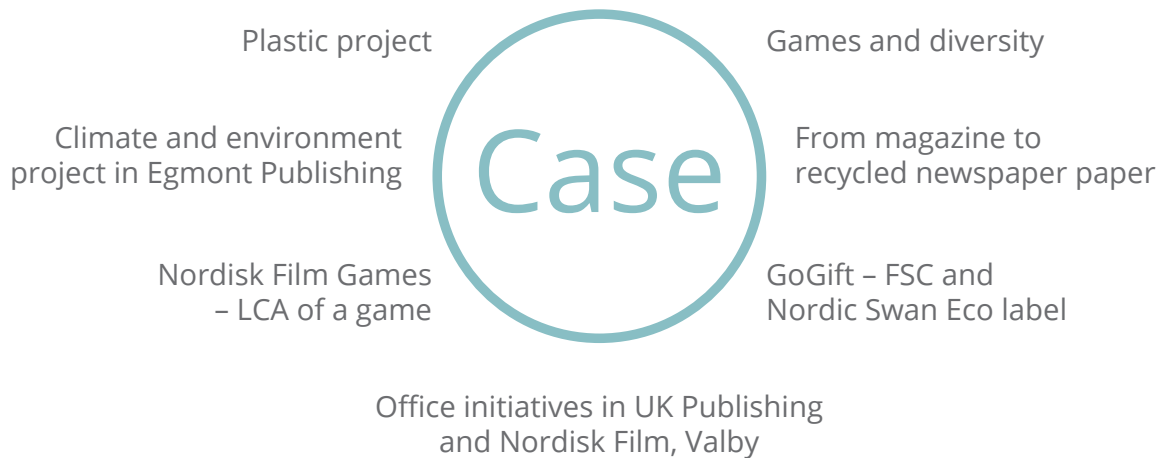 Plastic project
Games and diversity
Climate and environment
project in Egmont Publishing
Case
From magazine to
recycled newspaper paper
Nordisk Film Games
– LCA of a game
GoGift – FSC and
Nordic Swan Eco label
Office initiatives in UK Publishing
and Nordisk Film, Valby